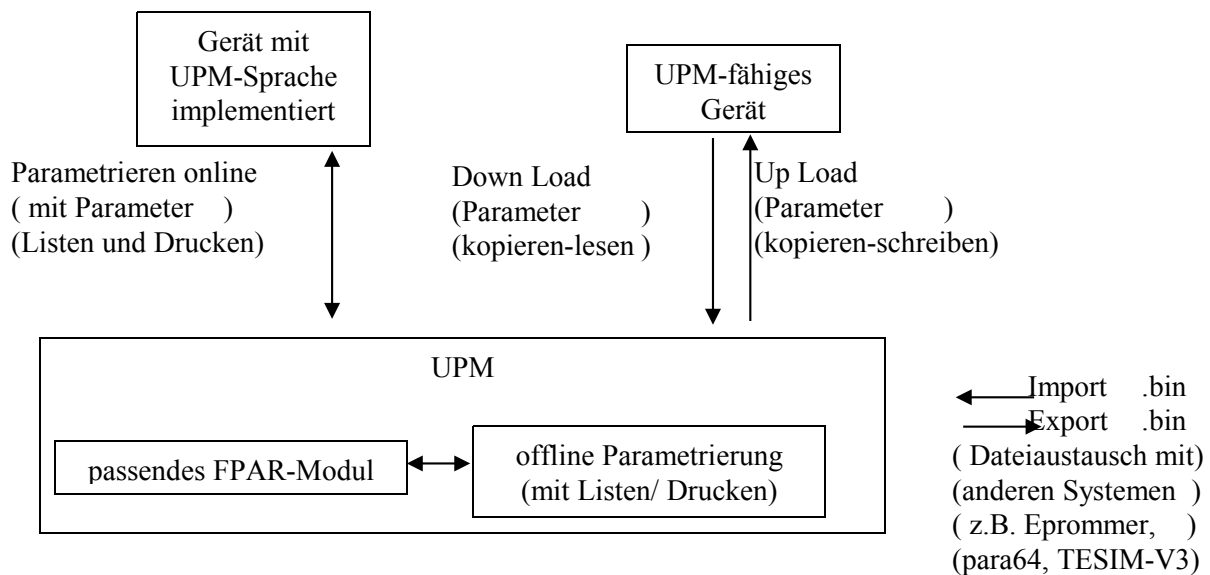 Gerät mit
UPM-Sprache
implementiert
UPM-fähiges
Gerät
Parametrieren online
( mit Parameter )
(Listen und Drucken)
Down Load
(Parameter )
(kopieren-lesen )
Up Load
(Parameter )
(kopieren-schreiben)
UPM
passendes FPAR-Modul
offline Parametrierung
(mit Listen/ Drucken)
Import .bin
Export .bin
( Dateiaustausch mit)
(anderen Systemen )
( z.B. Eprommer, )
(para64, TESIM-V3)